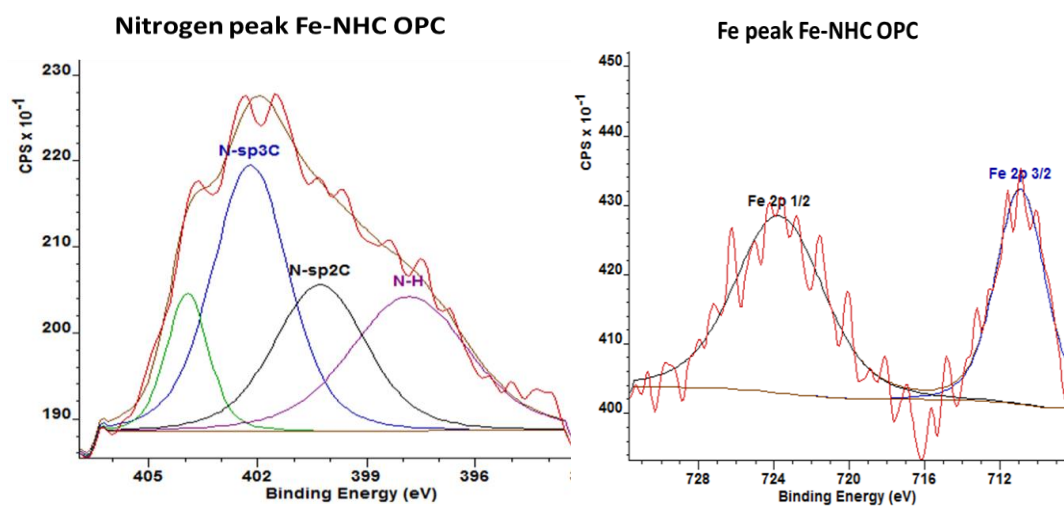 Nitrogen peak Fe-NHC OPC
CPS x 10⁻¹
230
220
210
200
190
N-sp3C
N-sp2C
N-H
405
402
399
396
Binding Energy (eV)
Fe peak Fe-NHC OPC
CPS x 10⁻¹
450
440
430
420
410
400
Fe 2p 1/2
Fe 2p 3/2
728
724
720
716
712
Binding Energy (eV)